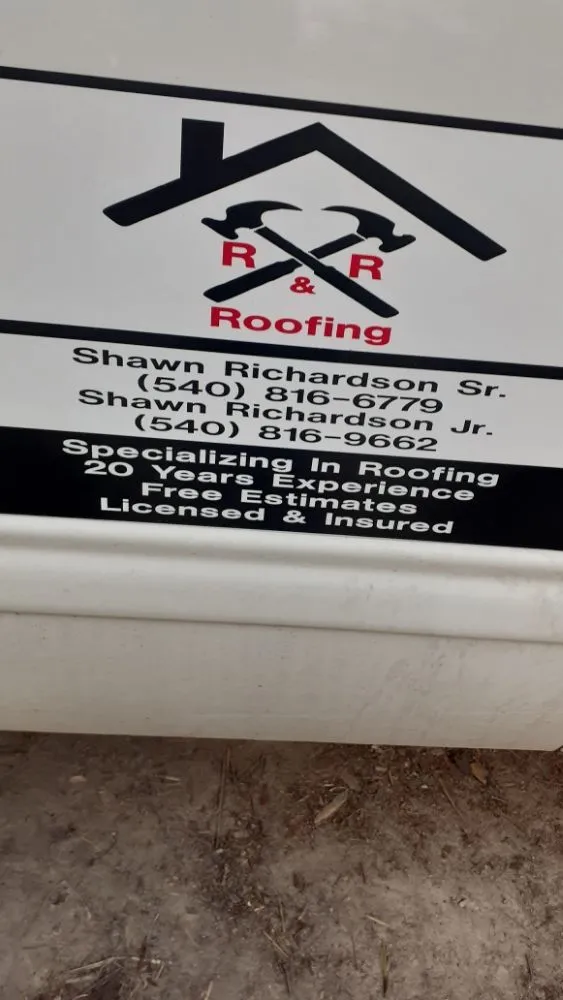 R & R
Roofing
Shawn Richardson Sr.
(540) 816-6779
Shawn Richardson Jr.
(540) 816-9662
Specializing In Roofing
20 Years Experience
Free Estimates
Licensed & Insured